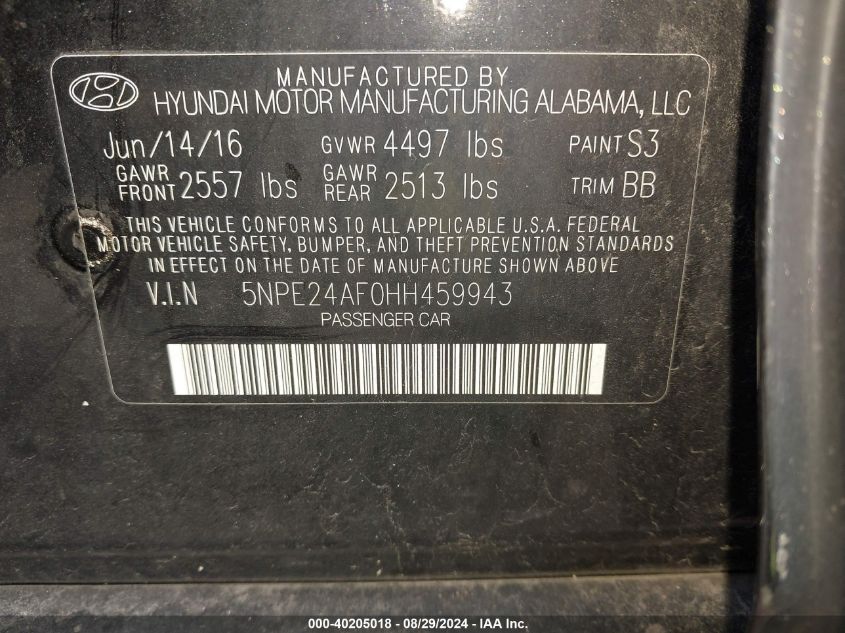 MANUFACTURED BY
HYUNDAI MOTOR MANUFACTURING ALABAMA, LLC
Jun/14/16 GVWR 4497 lbs PAINT S3
GAWR FRONT 2557 lbs GAWR REAR 2513 lbs TRIM BB
THIS VEHICLE CONFORMS TO ALL APPLICABLE U.S.A. FEDERAL
MOTOR VEHICLE SAFETY, BUMPER, AND THEFT PREVENTION STANDARDS
IN EFFECT ON THE DATE OF MANUFACTURE SHOWN ABOVE
V.I.N 5NPE24AF0HH459943
PASSENGER CAR
000-40205018 - 08/29/2024 - IAA Inc.